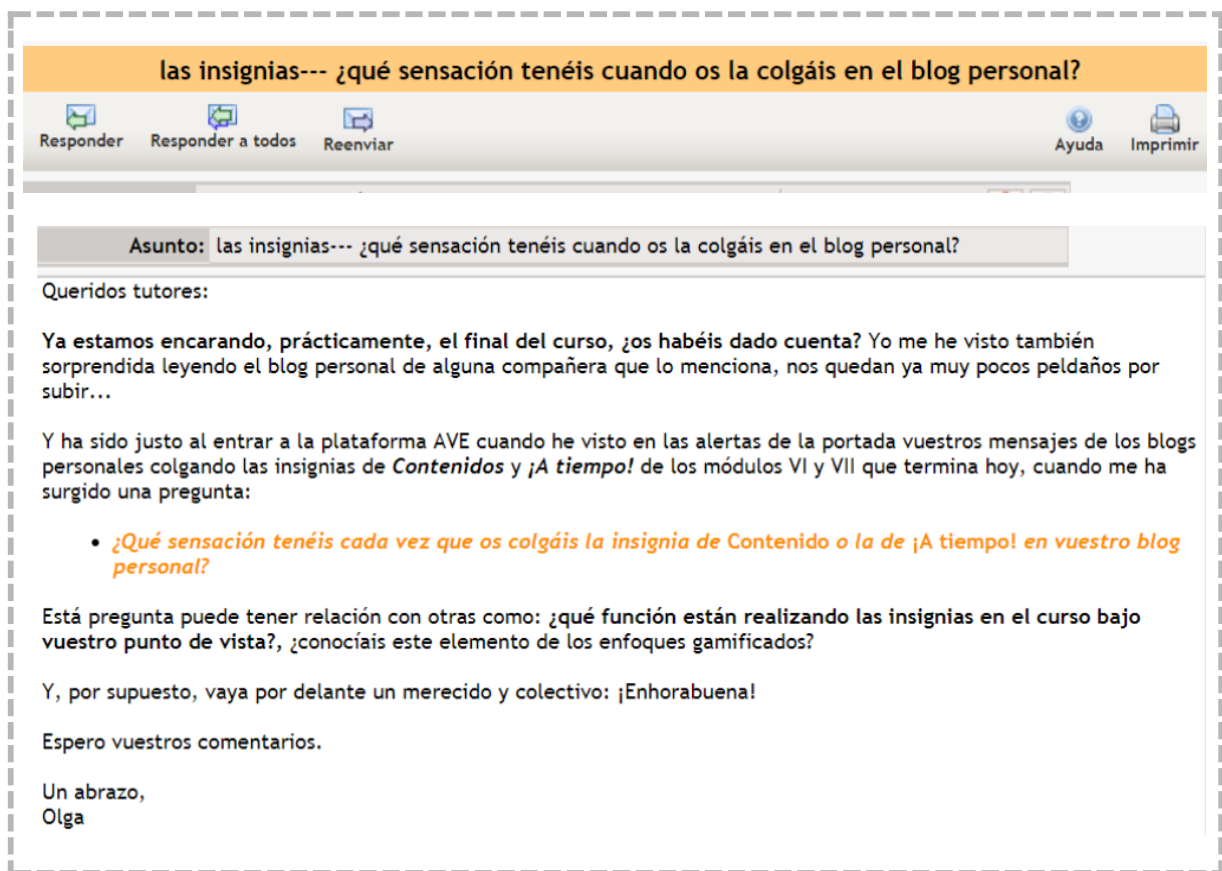 las insignias--- ¿qué sensación tenéis cuando os la colgáis en el blog personal?
Responder Responder a todos Reenviar Ayuda Imprimir
Asunto: las insignias--- ¿qué sensación tenéis cuando os la colgáis en el blog personal?
Queridos tutores:
Ya estamos encarando, prácticamente, el final del curso, ¿os habéis dado cuenta? Yo me he visto también
sorprendida leyendo el blog personal de alguna compañera que lo menciona, nos quedan ya muy pocos peldaños por
subir...
Y ha sido justo al entrar a la plataforma AVE cuando he visto en las alertas de la portada vuestros mensajes de los blogs
personales colgando las insignias de Contenidos y ¡A tiempo! de los módulos VI y VII que termina hoy, cuando me ha
surgido una pregunta:
• ¿Qué sensación tenéis cada vez que os colgáis la insignia de Contenido o la de ¡A tiempo! en vuestro blog
personal?
Está pregunta puede tener relación con otras como: ¿qué función están realizando las insignias en el curso bajo
vuestro punto de vista?, ¿conocíais este elemento de los enfoques gamificados?
Y, por supuesto, vaya por delante un merecido y colectivo: ¡Enhorabuena!
Espero vuestros comentarios.
Un abrazo,
Olga